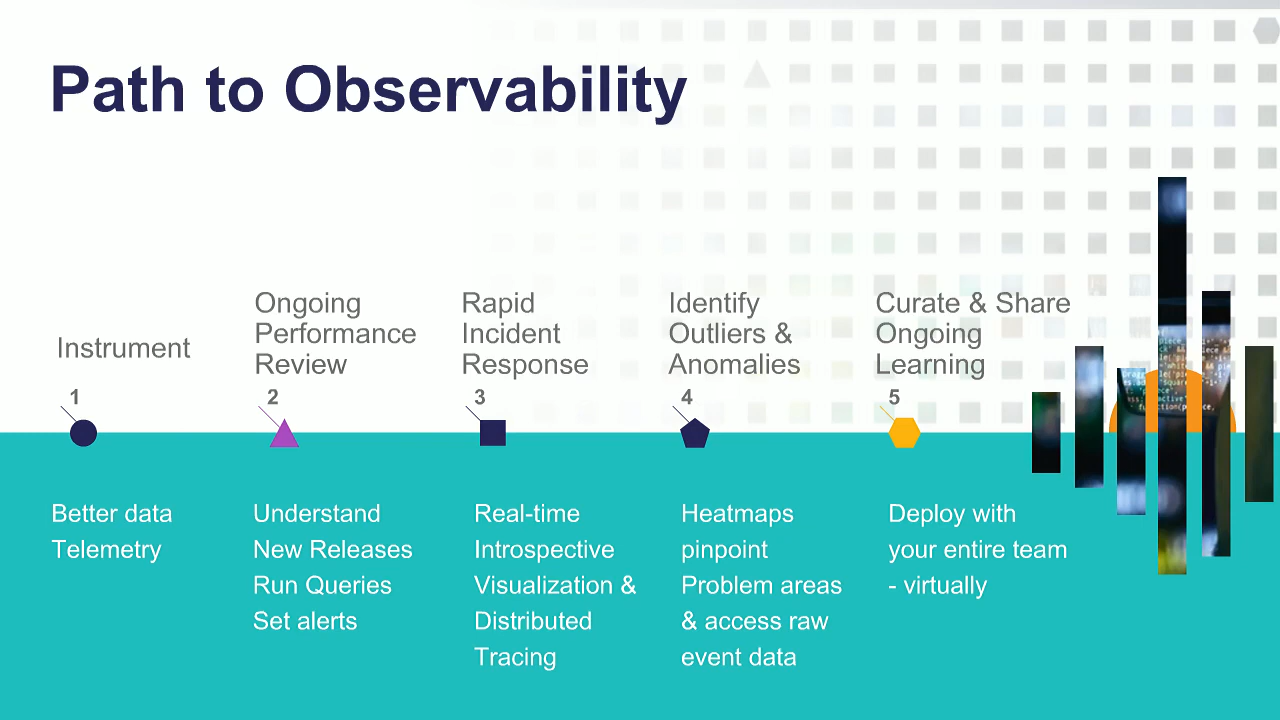 Path to Observability
Instrument
1
Ongoing
Performance
Review
2
Rapid
Incident
Response
3
Identify
Outliers &
Anomalies
4
Curate & Share
Ongoing
Learning
5
Better data
Telemetry
Understand
New Releases
Run Queries
Set alerts
Real-time
Introspective
Visualization &
Distributed
Tracing
Heatmaps
pinpoint
Problem areas
& access raw
event data
Deploy with
your entire team
- virtually